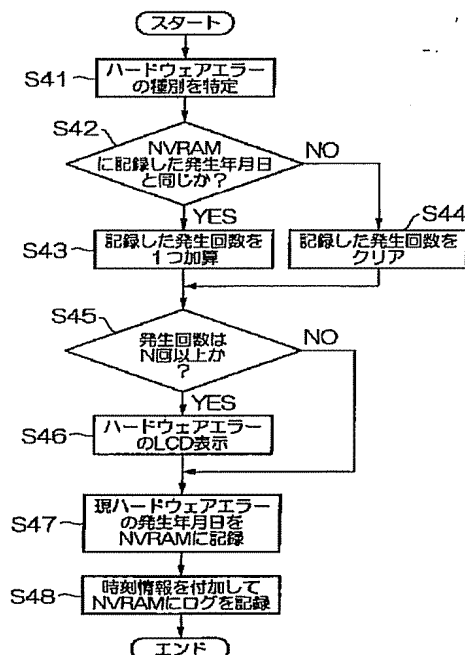 スタート
S41
ハードウェアエラー
の種別を特定
S42
NVRAM
に記録した発生年月日
と同じか？
NO
YES
S43
記録した発生回数を
1つ加算
S44
記録した発生回数を
クリア
S45
発生回数は
N回以上か
？
NO
YES
S46
ハードウェアエラー
のLCD表示
S47
現ハードウェアエラー
の発生年月日を
NVRAMに記録
S48
時刻情報を付加して
NVRAMにログを記録
エンド